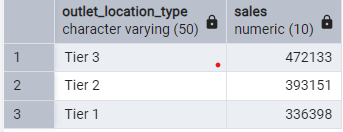 outlet_location_type sales
character varying (50) numeric (10)
1 Tier 3 472133
2 Tier 2 393151
3 Tier 1 336398